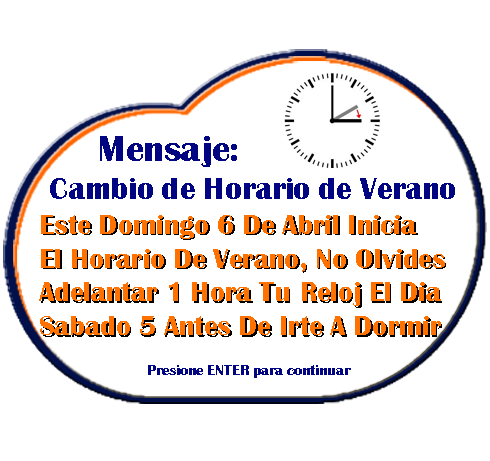 Mensaje:
Cambio de Horario de Verano
Este Domingo 6 De Abril Inicia
El Horario De Verano, No Olvides
Adelantar 1 Hora Tu Reloj El Dia
Sabado 5 Antes De Irte A Dormir
Presione ENTER para continuar